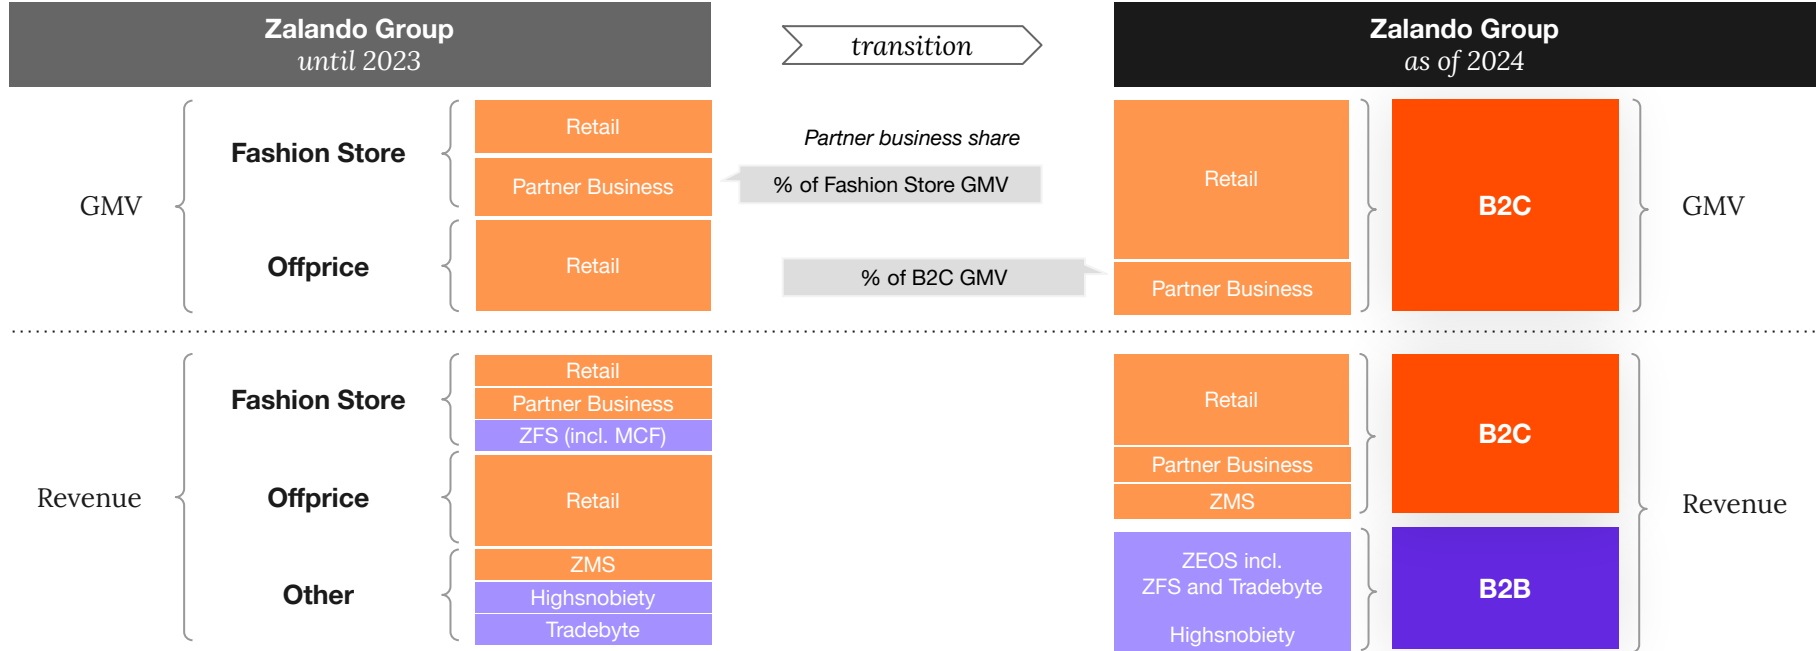 Zalando Group
until 2023
transition
Zalando Group
as of 2024
GMV
Fashion Store
Retail
Partner Business
Offprice
Retail
Partner business share
% of Fashion Store GMV
% of B2C GMV
Retail
Partner Business
B2C
GMV
Revenue
Fashion Store
Retail
Partner Business
ZFS (incl. MCF)
Offprice
Retail
Other
ZMS
Highsnobiety
Tradebyte
Retail
Partner Business
ZMS
B2C
ZEOS incl.
ZFS and Tradebyte
Highsnobiety
B2B
Revenue